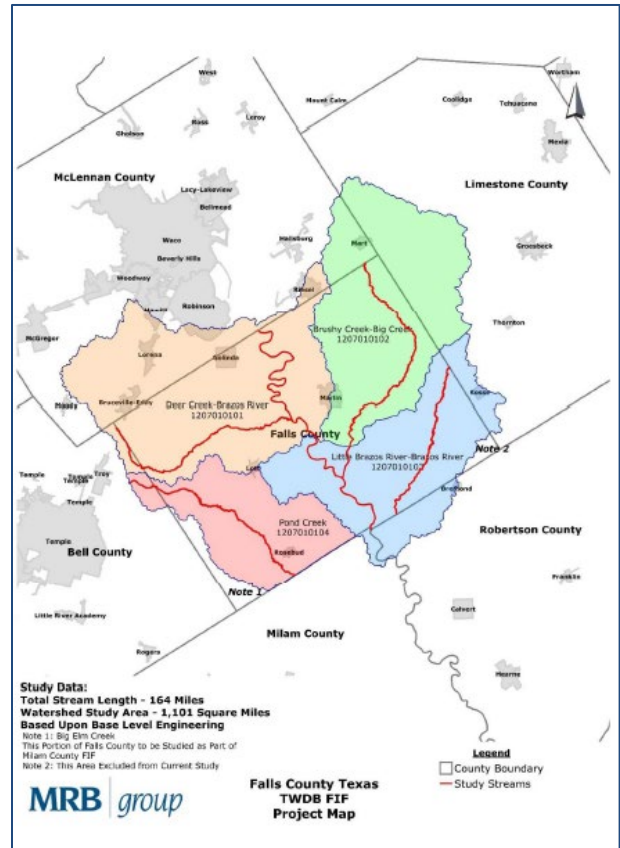 West
Wortham
Mount Calm
Coolidge
Tehuacana
Gholson
Ross
Leroy
Mexia
McLennan County
Lacy-Lakeview
Bellmead
Limestone County
Waco
Hallsburg
Mart
Groesbeck
Beverly Hills
Woodway
Riesel
Robinson
McGregor
Thornton
Brushy Creek-Big Creek
1207010102
Lorena
Golinda
Moody
Bruceville-Eddy
Deer Creek-Brazos River
1207010101
Marlin
Kosse
Falls County
Note 2
Little Brazos River-Brazos River
1207010103
Temple
Troy
Temple
Temple
Lott
Bremond
Pond Creek
1207010104
Robertson County
Temple
Bell County
Rosebud
Franklin
Note 1
Little River Academy
Milam County
Calvert
Rogers
Hearne
Study Data:
Total Stream Length - 164 Miles
Watershed Study Area - 1,101 Square Miles
Based Upon Base Level Engineering
Note 1: Big Elm Creek
This Portion of Falls County to be Studied as Part of
Milam County FIF
Note 2: This Area Excluded from Current Study
Legend
County Boundary
Study Streams
MRB group
Falls County Texas
TWDB FIF
Project Map